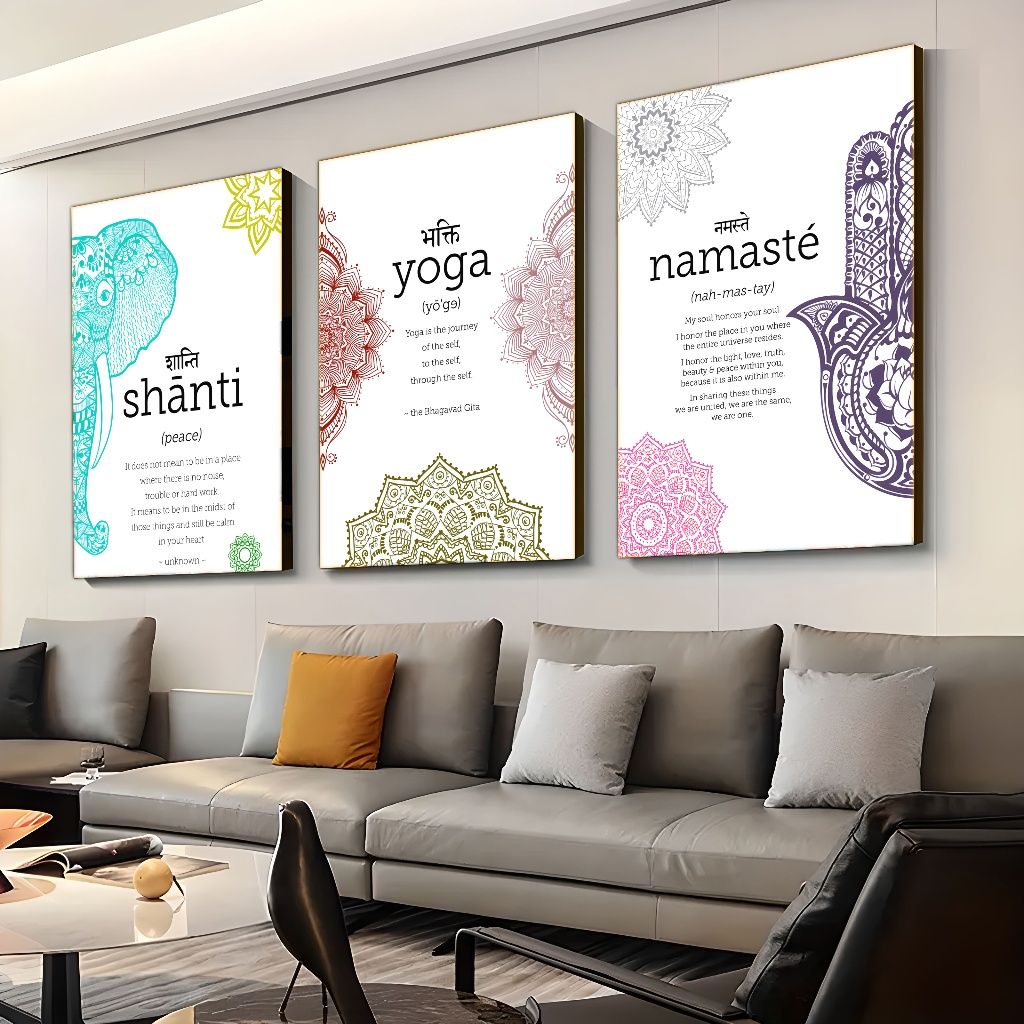 शान्ति
shānti
(peace)
It does not mean to be in a place
where there is no noise,
trouble or hard work.
It means to be in the midst of
those things and still be calm
in your heart.
~ unknown ~
भक्ति
yoga
(yō'gə)
Yoga is the journey
of the self,
to the self,
through the self.
~ the Bhagavad Gita
नमस्ते
namasté
(nah-mas-tay)
My soul honors your soul.
I honor the place in you where
the entire universe resides.
I honor the light, love, truth,
beauty & peace within you,
because it is also within me.
In sharing these things
we are united, we are the same,
we are one.